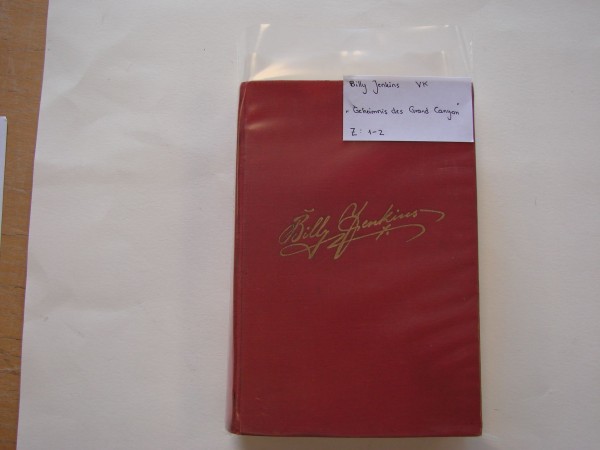 Billy Jenkins VK
"Geheimnis des Grand Canyon"
Z: 1-2
Billy Jenkins